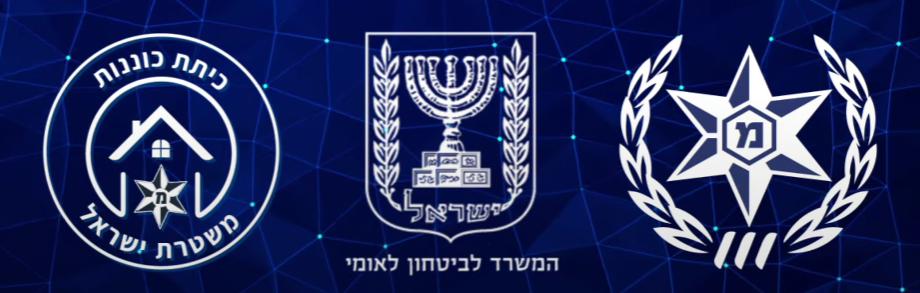 כיתת כוננות
מ
משטרת ישראל
ישראל
המשרד לביטחון לאומי
מ